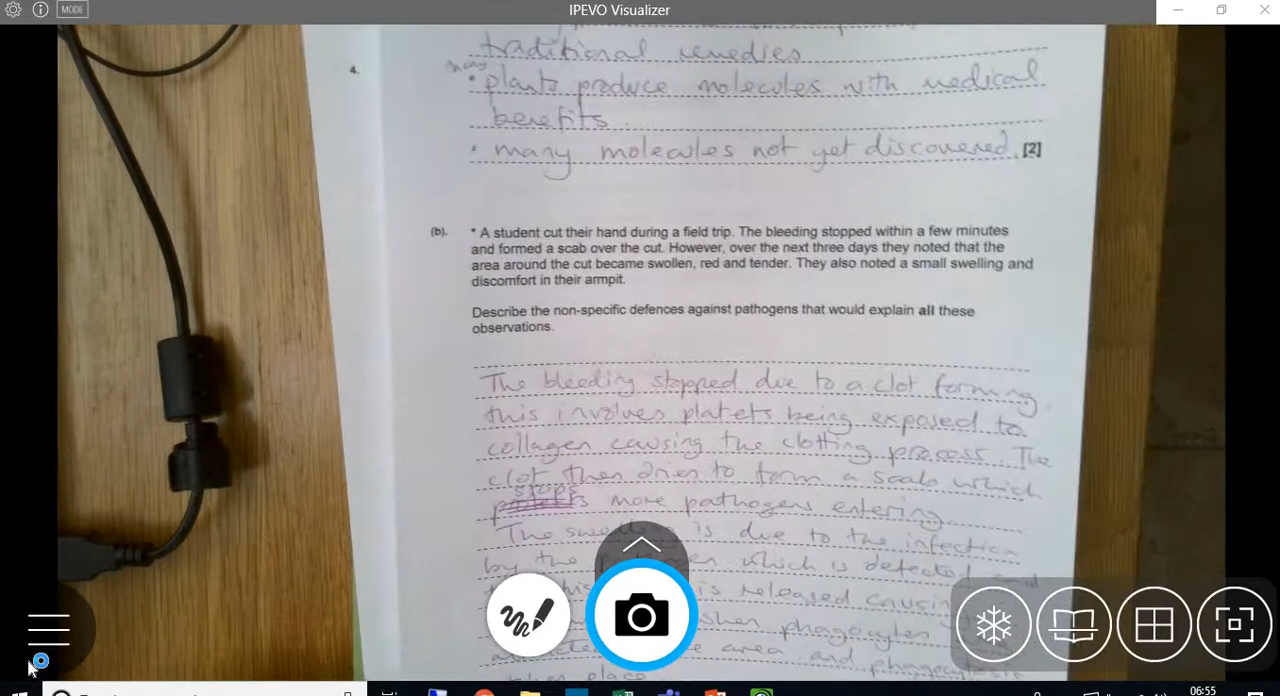 MODE
IPEVO Visualizer
traditional remedies
4.
many
• plants produce molecules with medical
benefits
• many molecules not yet discovered. [2]
(b). * A student cut their hand during a field trip. The bleeding stopped within a few minutes
and formed a scab over the cut. However, over the next three days they noted that the
area around the cut became swollen, red and tender. They also noted a small swelling and
discomfort in their armpit.
Describe the non-specific defences against pathogens that would explain all these
observations.
The bleeding stopped due to a clot forming
this involves platets being exposed to
collagen causing the clotting process. The
clot then dries to form a scab which
stops more pathogens entering
The is due to the infection
by the which is detected and
is released causing
phagocytes
area and
place
06:55